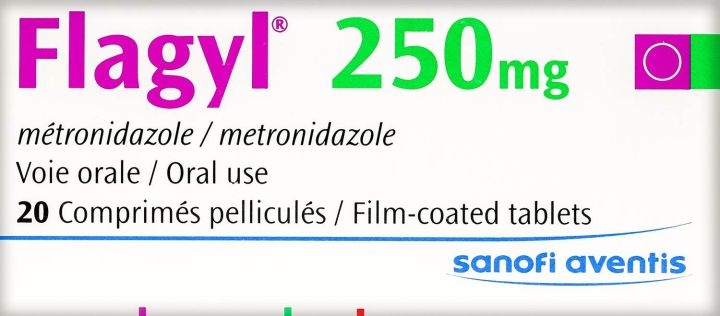 Flagyl® 250mg
métronidazole / metronidazole
Voie orale / Oral use
20 Comprimés pelliculés / Film-coated tablets
sanofi aventis